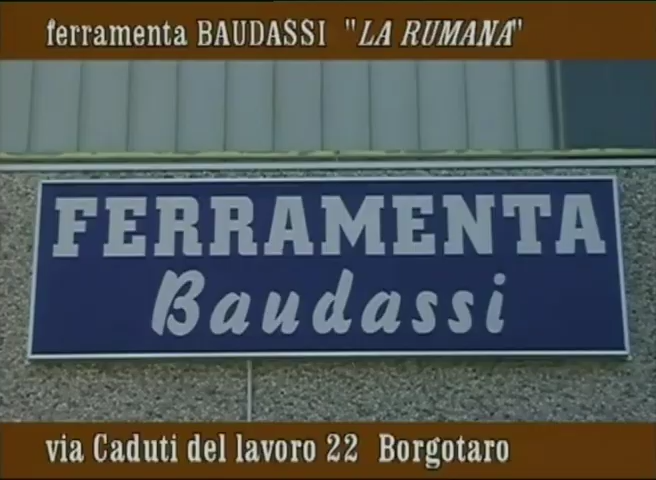 ferramenta BAUDASSI "LA RUMANA"
FERRAMENTA
Baudassi
via Caduti del lavoro 22 Borgotaro